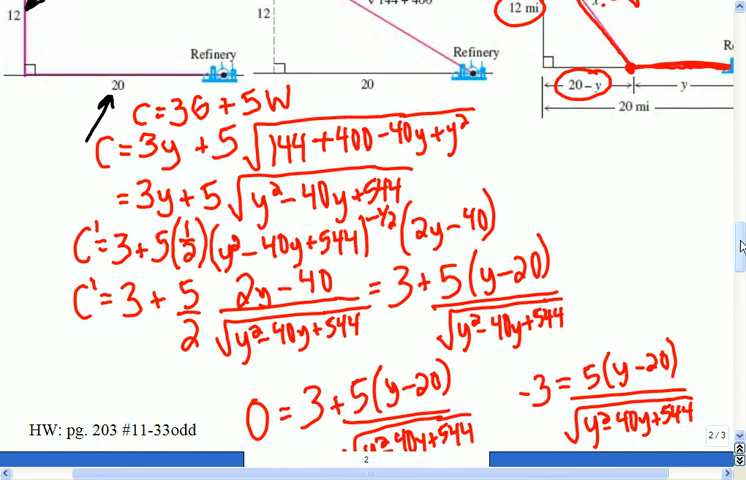 12
Refinery
20
12
√144 + 400
Refinery
20
12 mi
x
20 - y
y
20 mi
C = 3G + 5W
C = 3y + 5√(144 + 400 - 40y + y²)
= 3y + 5√(y² - 40y + 544)
C' = 3 + 5(1/2)(y² - 40y + 544)^(-1/2) (2y - 40)
C' = 3 + 5/2 (2y - 40)/√(y² - 40y + 544) = 3 + 5(y - 20)/√(y² - 40y + 544)
0 = 3 + 5(y - 20)/√(y² - 40y + 544)
-3 = 5(y - 20)/√(y² - 40y + 544)
HW: pg. 203 #11-33odd
2 / 3
2